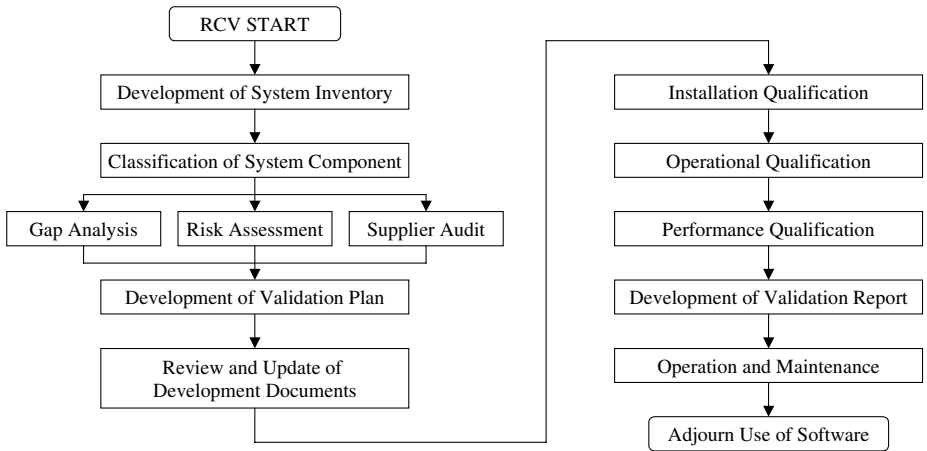 RCV START
Development of System Inventory
Classification of System Component
Gap Analysis
Risk Assessment
Supplier Audit
Development of Validation Plan
Review and Update of
Development Documents
Installation Qualification
Operational Qualification
Performance Qualification
Development of Validation Report
Operation and Maintenance
Adjourn Use of Software